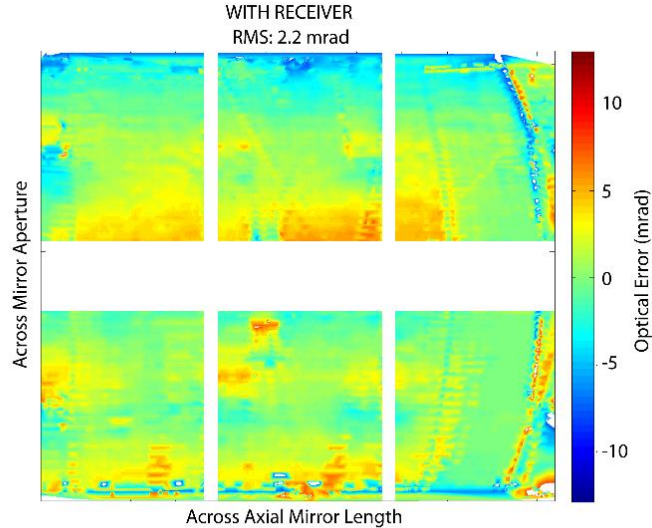 WITH RECEIVER
RMS: 2.2 mrad
Across Mirror Aperture
Across Axial Mirror Length
10
5
0
-5
-10
Optical Error (mrad)